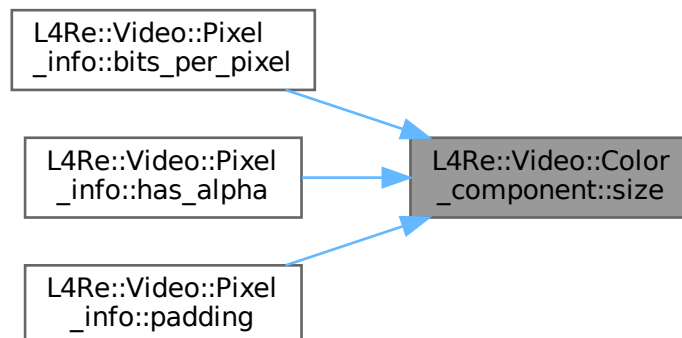 L4Re::Video::Pixel
_info::bits_per_pixel
L4Re::Video::Pixel
_info::has_alpha
L4Re::Video::Color
_component::size
L4Re::Video::Pixel
_info::padding